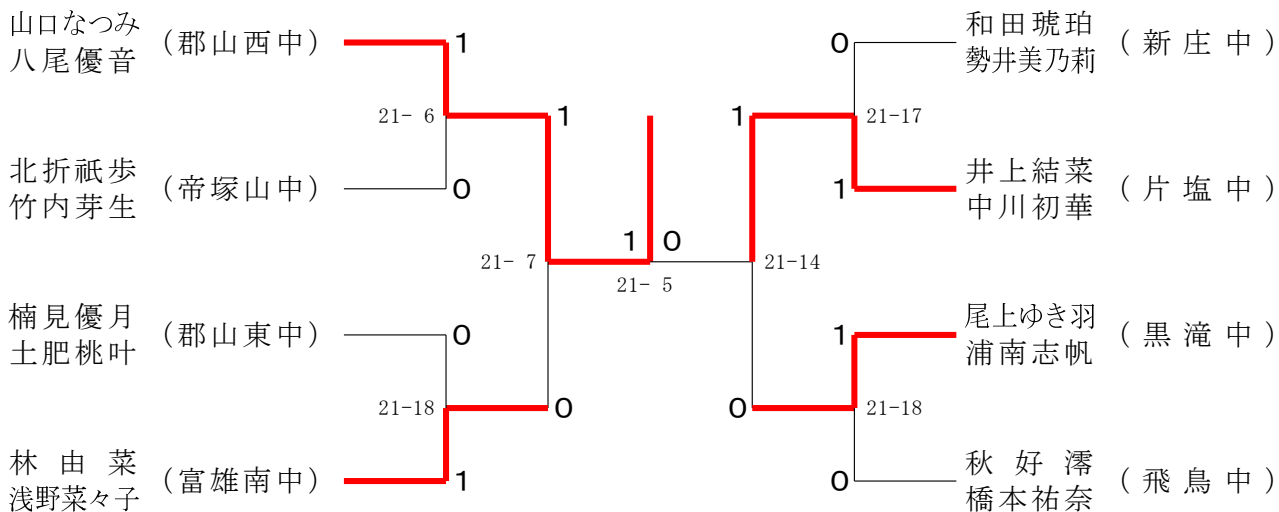 山口なつみ
八尾優音
(郡山西中)
1
21- 6
北折祇歩
竹内芽生
(帝塚山中)
0
1
21- 7
楠見優月
土肥桃叶
(郡山東中)
0
21-18
林由菜
浅野菜々子
(富雄南中)
1
0
1 0
21- 5
和田琥珀
勢井美乃莉
(新庄中)
0
21-17
井上結菜
中川初華
(片塩中)
1
1
21-14
尾上ゆき羽
浦南志帆
(黒滝中)
1
21-18
秋好澪
橋本祐奈
(飛鳥中)
0
0